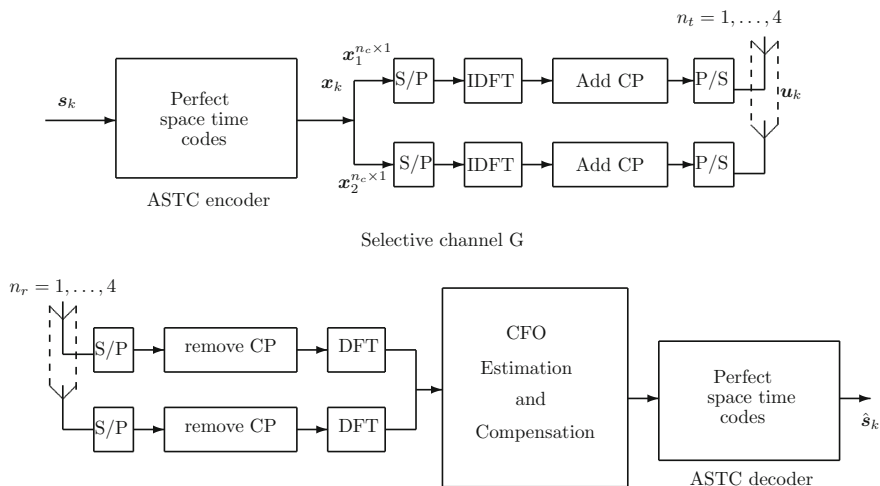 n_t = 1, . . . , 4
x_1^{n_c×1}
s_k
x_k
S/P
IDFT
Add CP
P/S
u_k
Perfect
space time
codes
S/P
IDFT
Add CP
P/S
x_2^{n_c×1}
ASTC encoder
Selective channel G
n_r = 1, . . . , 4
S/P
remove CP
DFT
CFO
Estimation
and
Compensation
Perfect
space time
codes
ŝ_k
S/P
remove CP
DFT
ASTC decoder